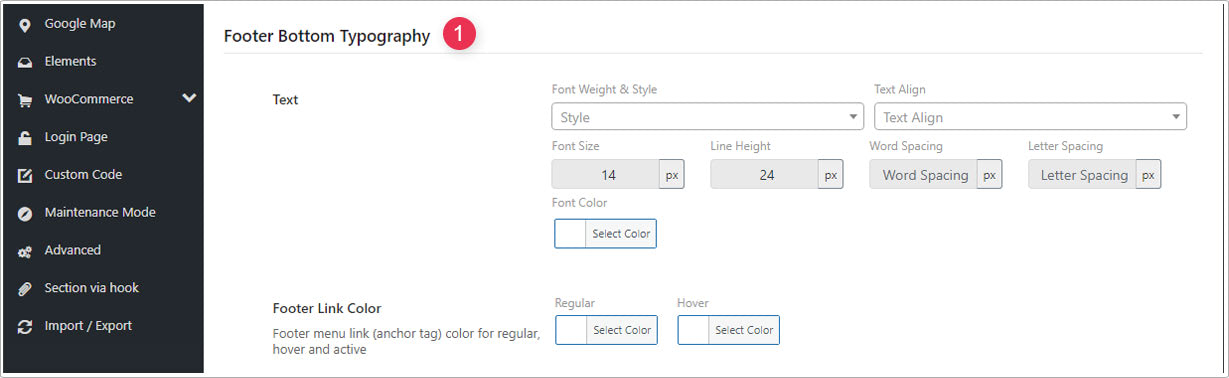 Google Map
Elements
WooCommerce
Login Page
Custom Code
Maintenance Mode
Advanced
Section via hook
Import / Export
Footer Bottom Typography 1
Text
Font Weight & Style Text Align
Style Text Align
Font Size Line Height Word Spacing Letter Spacing
14 px 24 px Word Spacing px Letter Spacing px
Font Color
Select Color
Footer Link Color
Footer menu link (anchor tag) color for regular,
hover and active
Regular Hover
Select Color Select Color